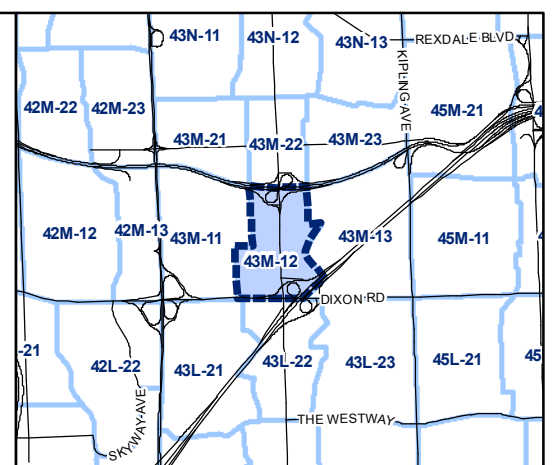 43N-11
43N-12
43N-13
REXDALE BLVD
KIPLING AVE
42M-22
42M-23
45M-21
4
43M-21
43M-22
43M-23
42M-12
42M-13
43M-11
43M-13
45M-11
4
43M-12
DIXON RD
-21
42L-22
43L-21
43L-22
43L-23
45L-21
45
SKYWAY AVE
THE WESTWAY